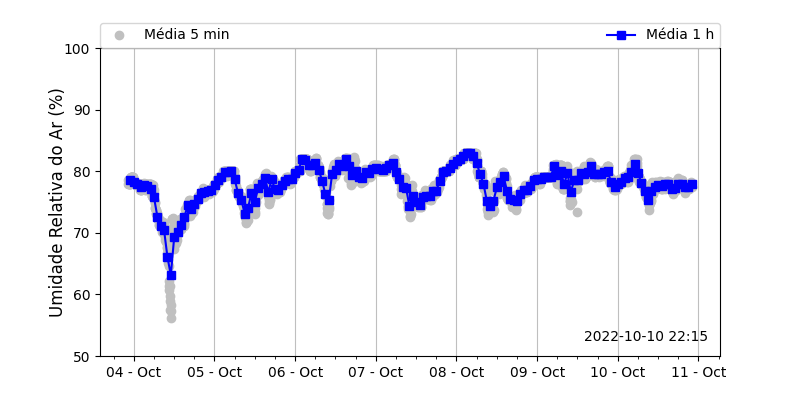 Média 5 min
Média 1 h
Umidade Relativa do Ar (%)
100
90
80
70
60
50
2022-10-10 22:15
04 - Oct
05 - Oct
06 - Oct
07 - Oct
08 - Oct
09 - Oct
10 - Oct
11 - Oct